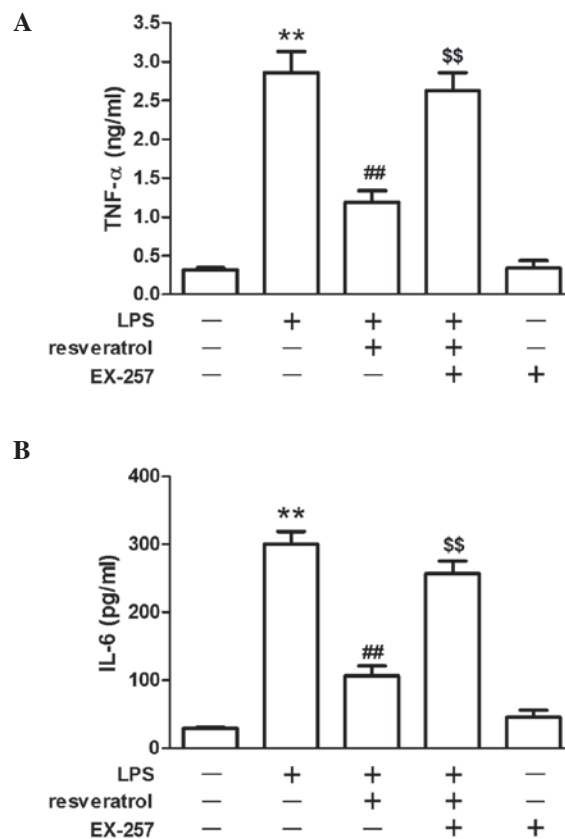 A
TNF-α (ng/ml)
3.5
3.0
2.5
2.0
1.5
1.0
0.5
0.0
**
##
$$
LPS — + + + —
resveratrol — — + + —
EX-257 — — — + +
B
IL-6 (pg/ml)
400
300
200
100
0
**
##
$$
LPS — + + + —
resveratrol — — + + —
EX-257 — — — + +